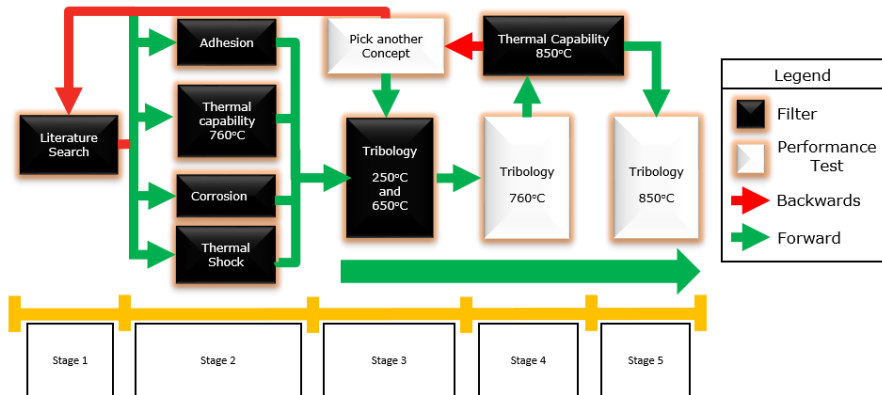 Adhesion
Pick another
Concept
Thermal Capability
850°C
Legend
Literature
Search
Thermal
capability
760°C
Filter
Tribology
250°C
and
650°C
Tribology
760°C
Tribology
850°C
Performance
Test
Corrosion
Backwards
Thermal
Shock
Forward
Stage 1
Stage 2
Stage 3
Stage 4
Stage 5